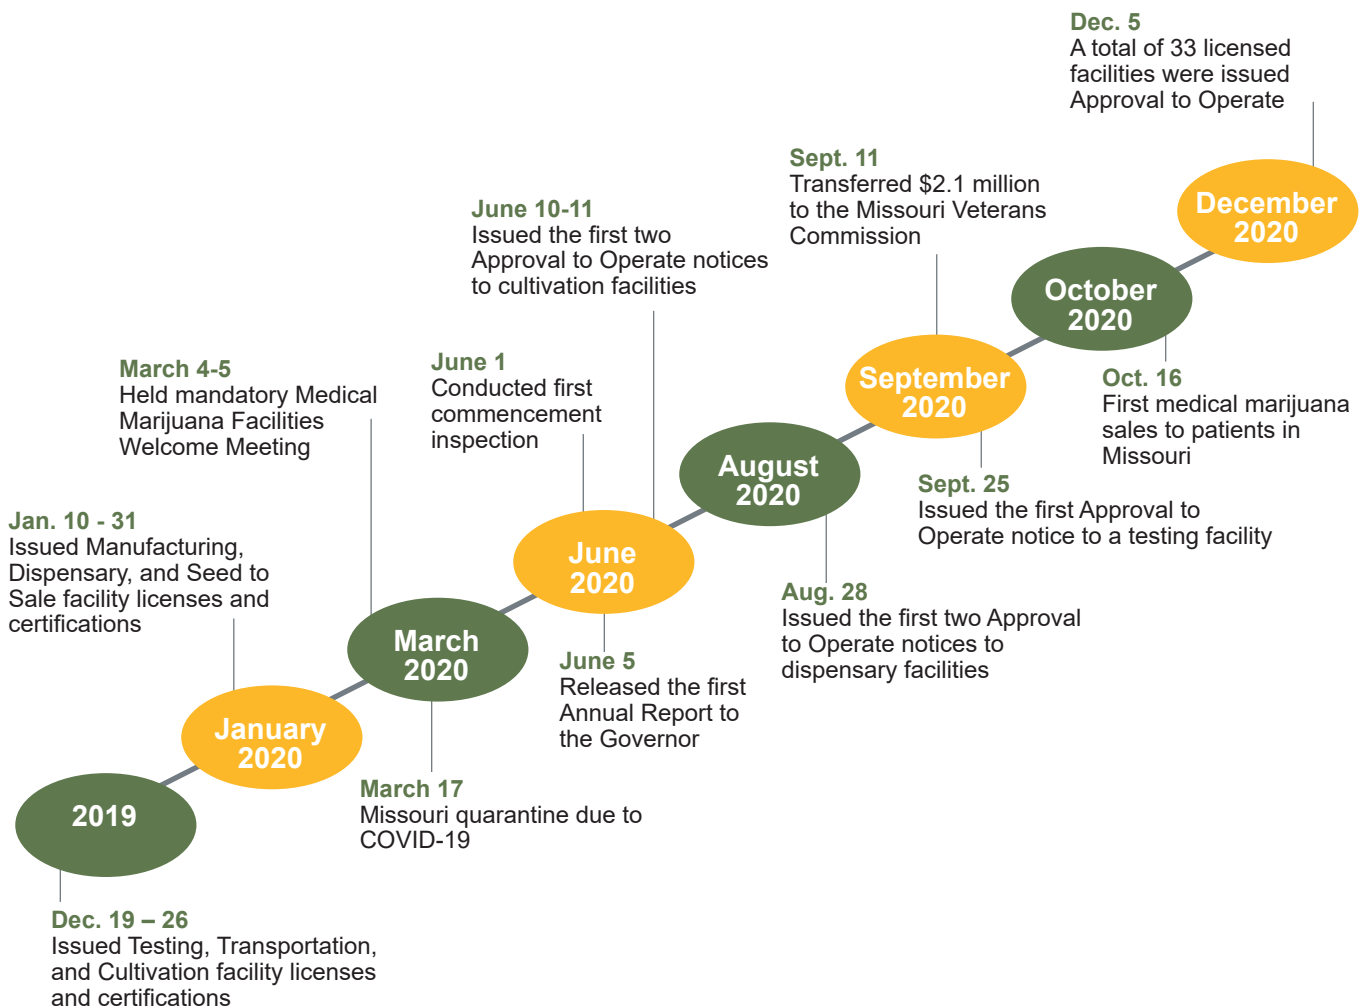 Dec. 5
A total of 33 licensed
facilities were issued
Approval to Operate
Sept. 11
Transferred $2.1 million
to the Missouri Veterans
Commission
December
2020
June 10-11
Issued the first two
Approval to Operate notices
to cultivation facilities
October
2020
March 4-5
Held mandatory Medical
Marijuana Facilities
Welcome Meeting
June 1
Conducted first
commencement
inspection
September
2020
Oct. 16
First medical marijuana
sales to patients in
Missouri
August
2020
Sept. 25
Issued the first Approval to
Operate notice to a testing facility
Jan. 10 - 31
Issued Manufacturing,
Dispensary, and Seed to
Sale facility licenses and
certifications
June
2020
Aug. 28
Issued the first two Approval
to Operate notices to
dispensary facilities
March
2020
June 5
Released the first
Annual Report to
the Governor
January
2020
March 17
Missouri quarantine due to
COVID-19
2019
Dec. 19 – 26
Issued Testing, Transportation,
and Cultivation facility licenses
and certifications